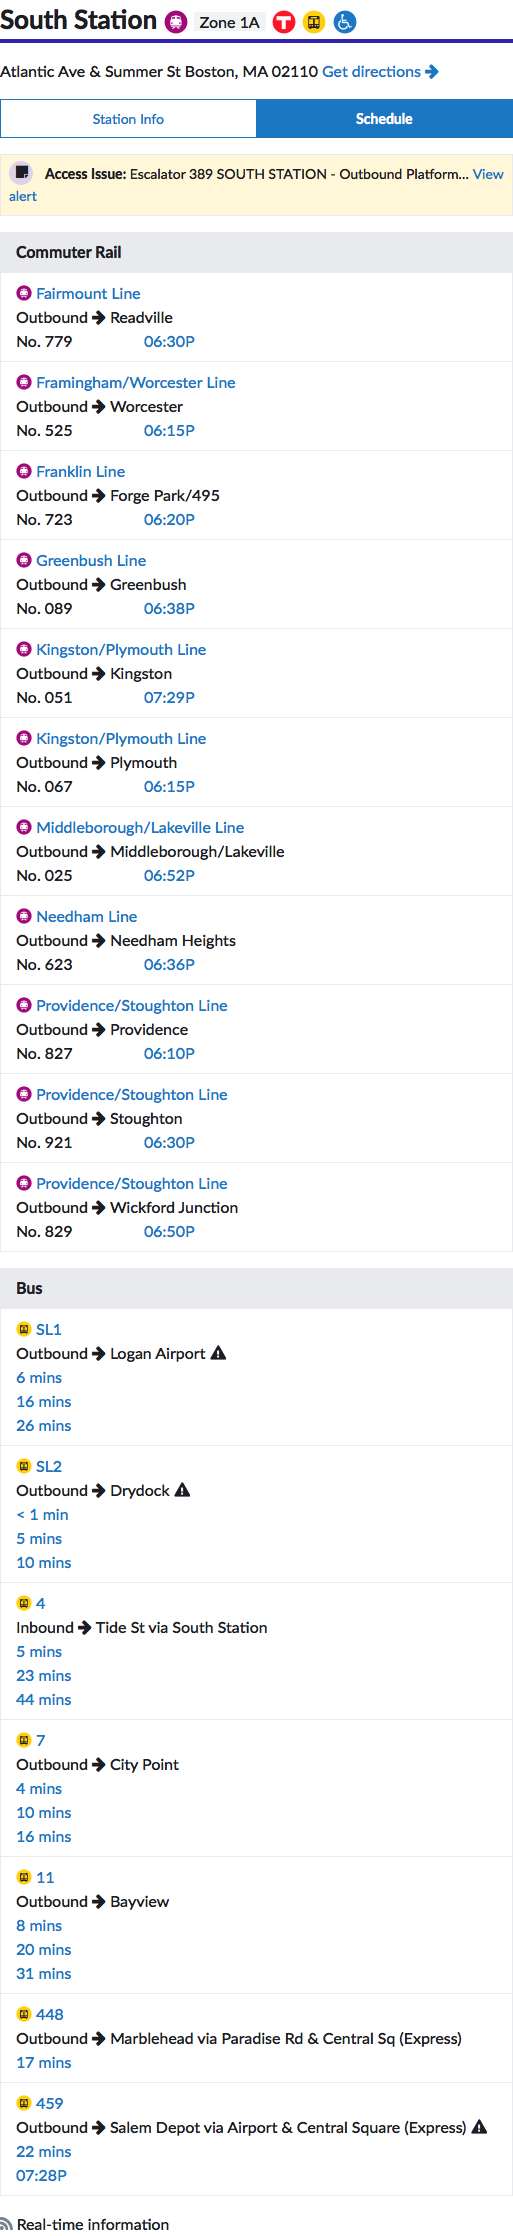 South Station Zone 1A T
Atlantic Ave & Summer St Boston, MA 02110 Get directions
Station Info Schedule
Access Issue: Escalator 389 SOUTH STATION - Outbound Platform... View
alert
Commuter Rail
Fairmount Line
Outbound → Readville
No. 779 06:30P
Framingham/Worcester Line
Outbound → Worcester
No. 525 06:15P
Franklin Line
Outbound → Forge Park/495
No. 723 06:20P
Greenbush Line
Outbound → Greenbush
No. 089 06:38P
Kingston/Plymouth Line
Outbound → Kingston
No. 051 07:29P
Kingston/Plymouth Line
Outbound → Plymouth
No. 067 06:15P
Middleborough/Lakeville Line
Outbound → Middleborough/Lakeville
No. 025 06:52P
Needham Line
Outbound → Needham Heights
No. 623 06:36P
Providence/Stoughton Line
Outbound → Providence
No. 827 06:10P
Providence/Stoughton Line
Outbound → Stoughton
No. 921 06:30P
Providence/Stoughton Line
Outbound → Wickford Junction
No. 829 06:50P
Bus
SL1
Outbound → Logan Airport
6 mins
16 mins
26 mins
SL2
Outbound → Drydock
< 1 min
5 mins
10 mins
4
Inbound → Tide St via South Station
5 mins
23 mins
44 mins
7
Outbound → City Point
4 mins
10 mins
16 mins
11
Outbound → Bayview
8 mins
20 mins
31 mins
448
Outbound → Marblehead via Paradise Rd & Central Sq (Express)
17 mins
459
Outbound → Salem Depot via Airport & Central Square (Express)
22 mins
07:28P
Real-time information